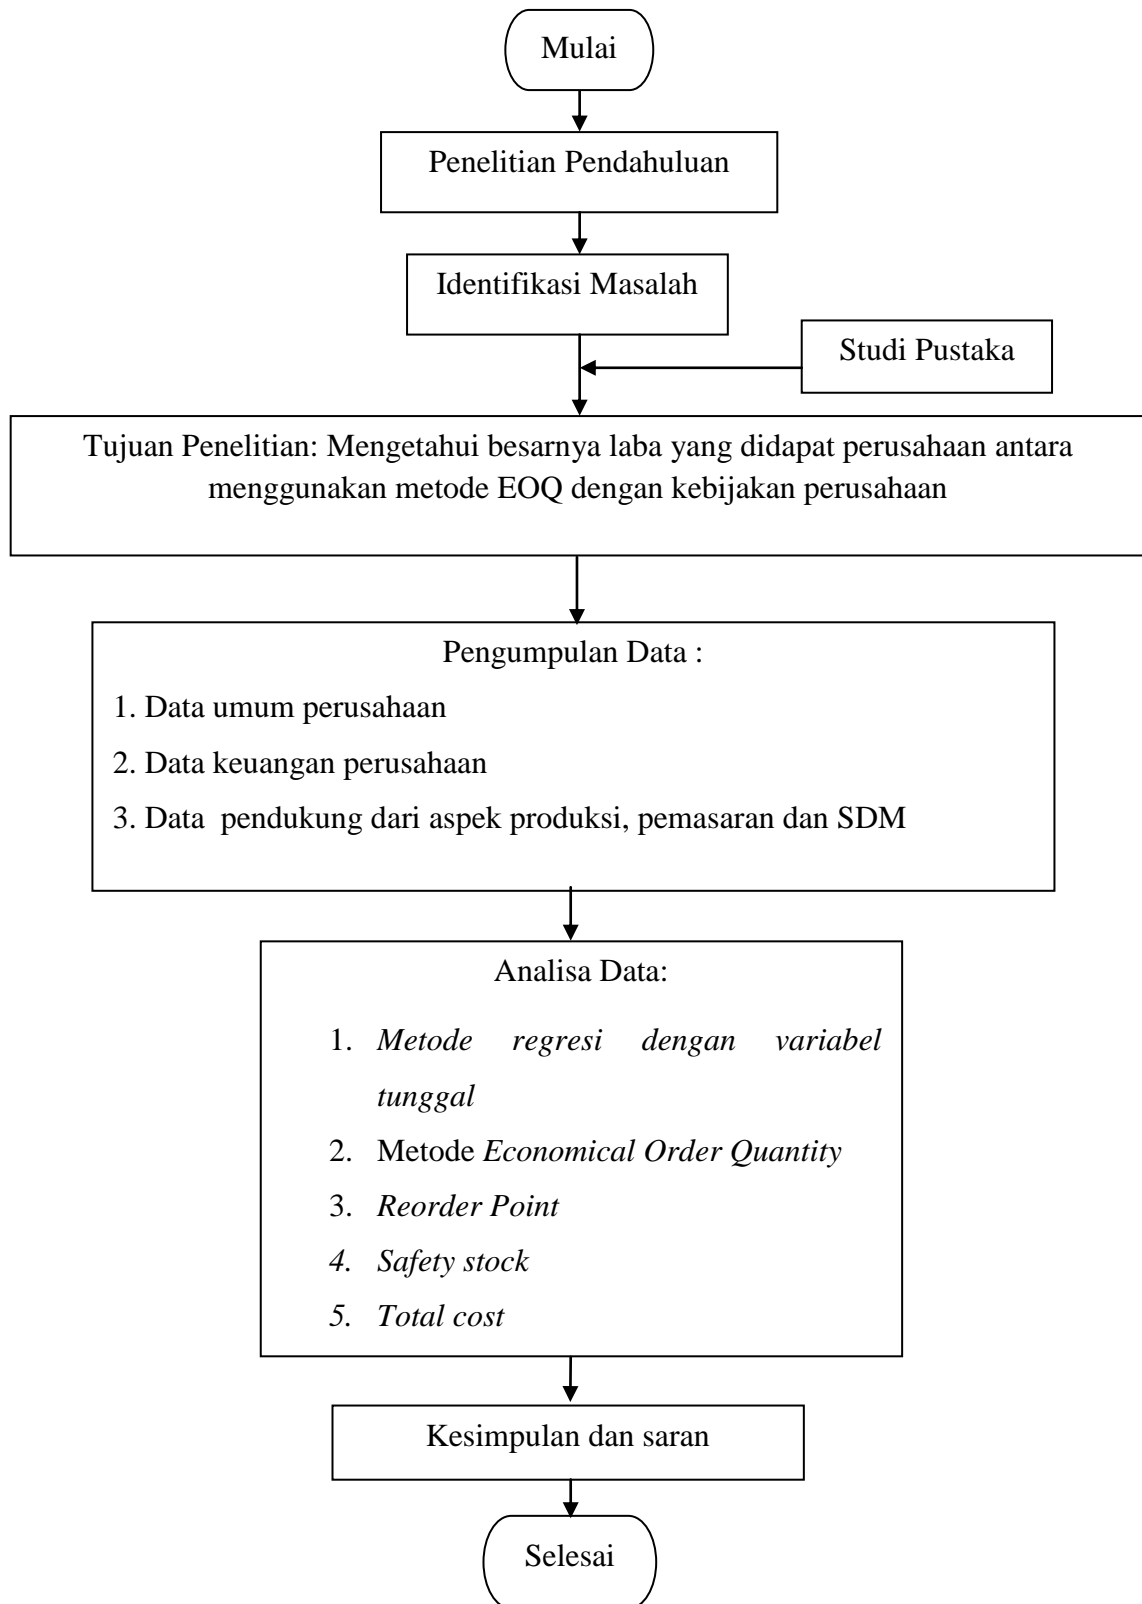 Mulai
Penelitian Pendahuluan
Identifikasi Masalah
Studi Pustaka
Tujuan Penelitian: Mengetahui besarnya laba yang didapat perusahaan antara
menggunakan metode EOQ dengan kebijakan perusahaan
Pengumpulan Data :
1. Data umum perusahaan
2. Data keuangan perusahaan
3. Data pendukung dari aspek produksi, pemasaran dan SDM
Analisa Data:
1. Metode regresi dengan variabel
tunggal
2. Metode Economical Order Quantity
3. Reorder Point
4. Safety stock
5. Total cost
Kesimpulan dan saran
Selesai